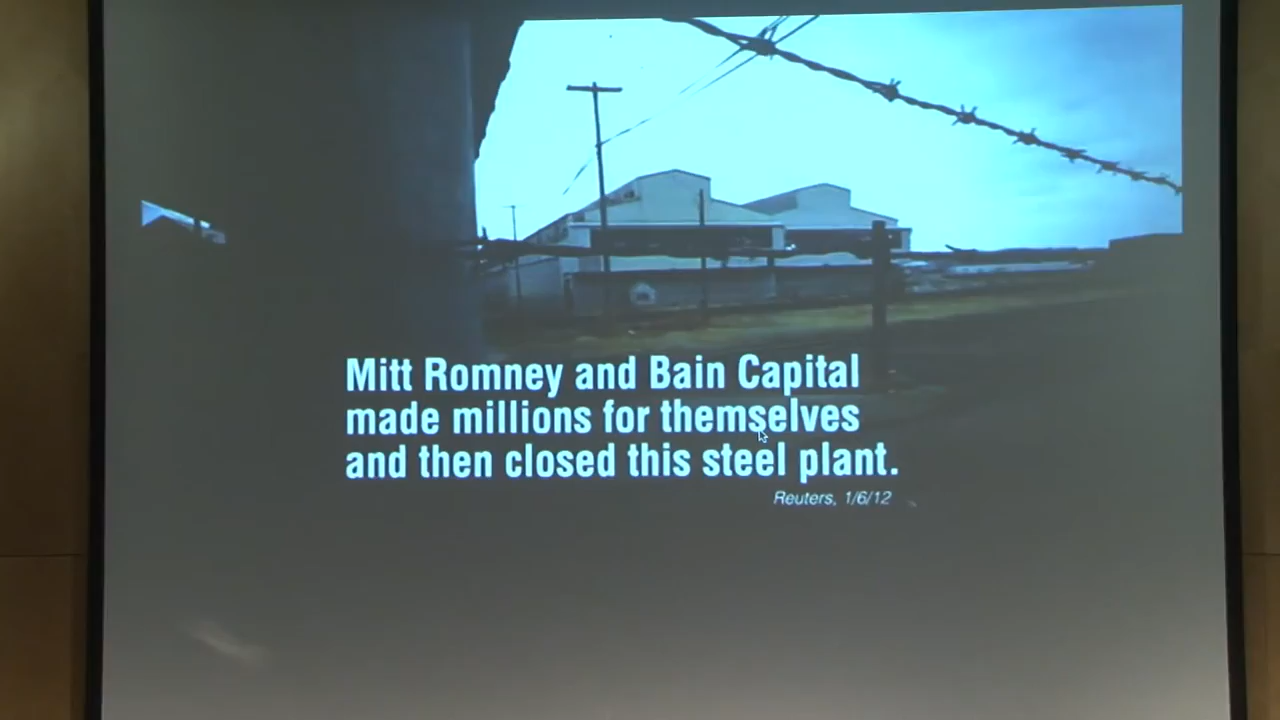 Mitt Romney and Bain Capital
made millions for themselves
and then closed this steel plant.
Reuters, 1/6/12